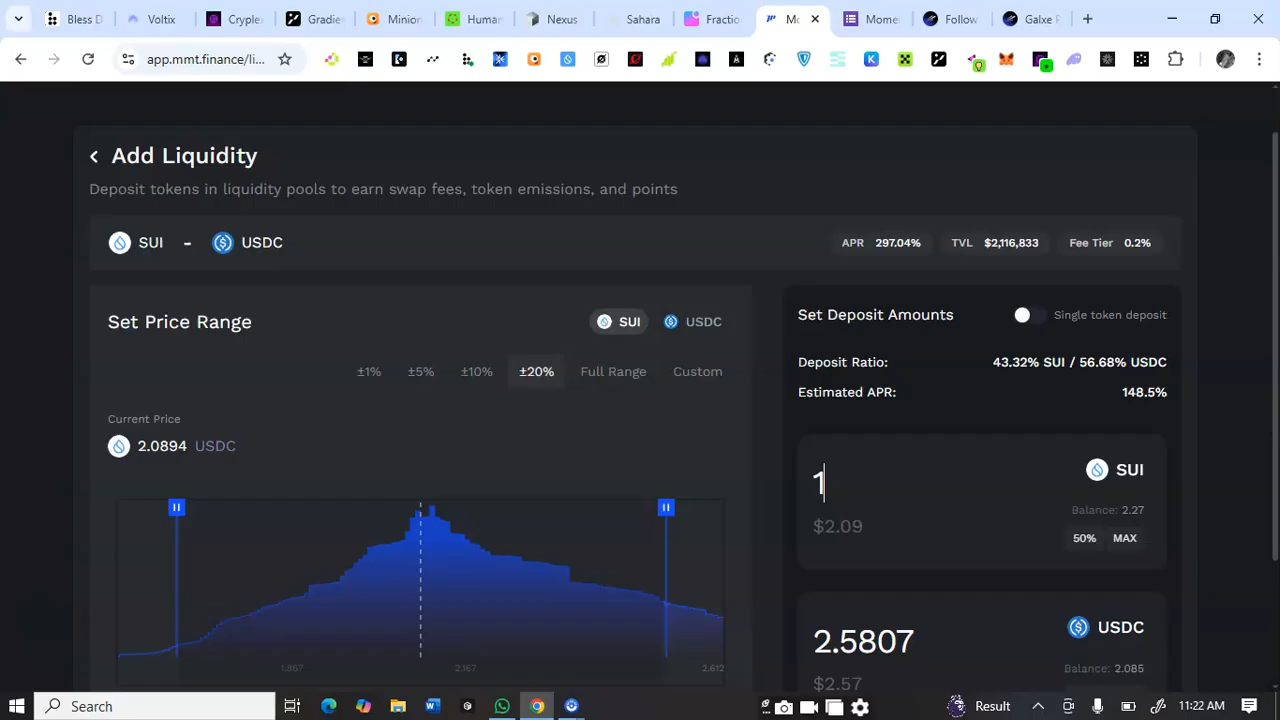 Bless D
Voltix
Cryplex
Gradie
Minion
Human
Nexus
Sahara
Fractio
Mo
Mome
Follow
Galxe P
app.mmt.finance/li...
Add Liquidity
Deposit tokens in liquidity pools to earn swap fees, token emissions, and points
SUI - USDC
APR 297.04%
TVL $2,116,833
Fee Tier 0.2%
Set Price Range
SUI USDC
±1% ±5% ±10% ±20% Full Range Custom
Current Price
2.0894 USDC
1.857 2.167 2.612
Set Deposit Amounts
Single token deposit
Deposit Ratio: 43.32% SUI / 56.68% USDC
Estimated APR: 148.5%
1
SUI
$2.09
Balance: 2.27
50% MAX
2.5807
USDC
$2.57
Balance: 2.085
Search
Result
11:22 AM